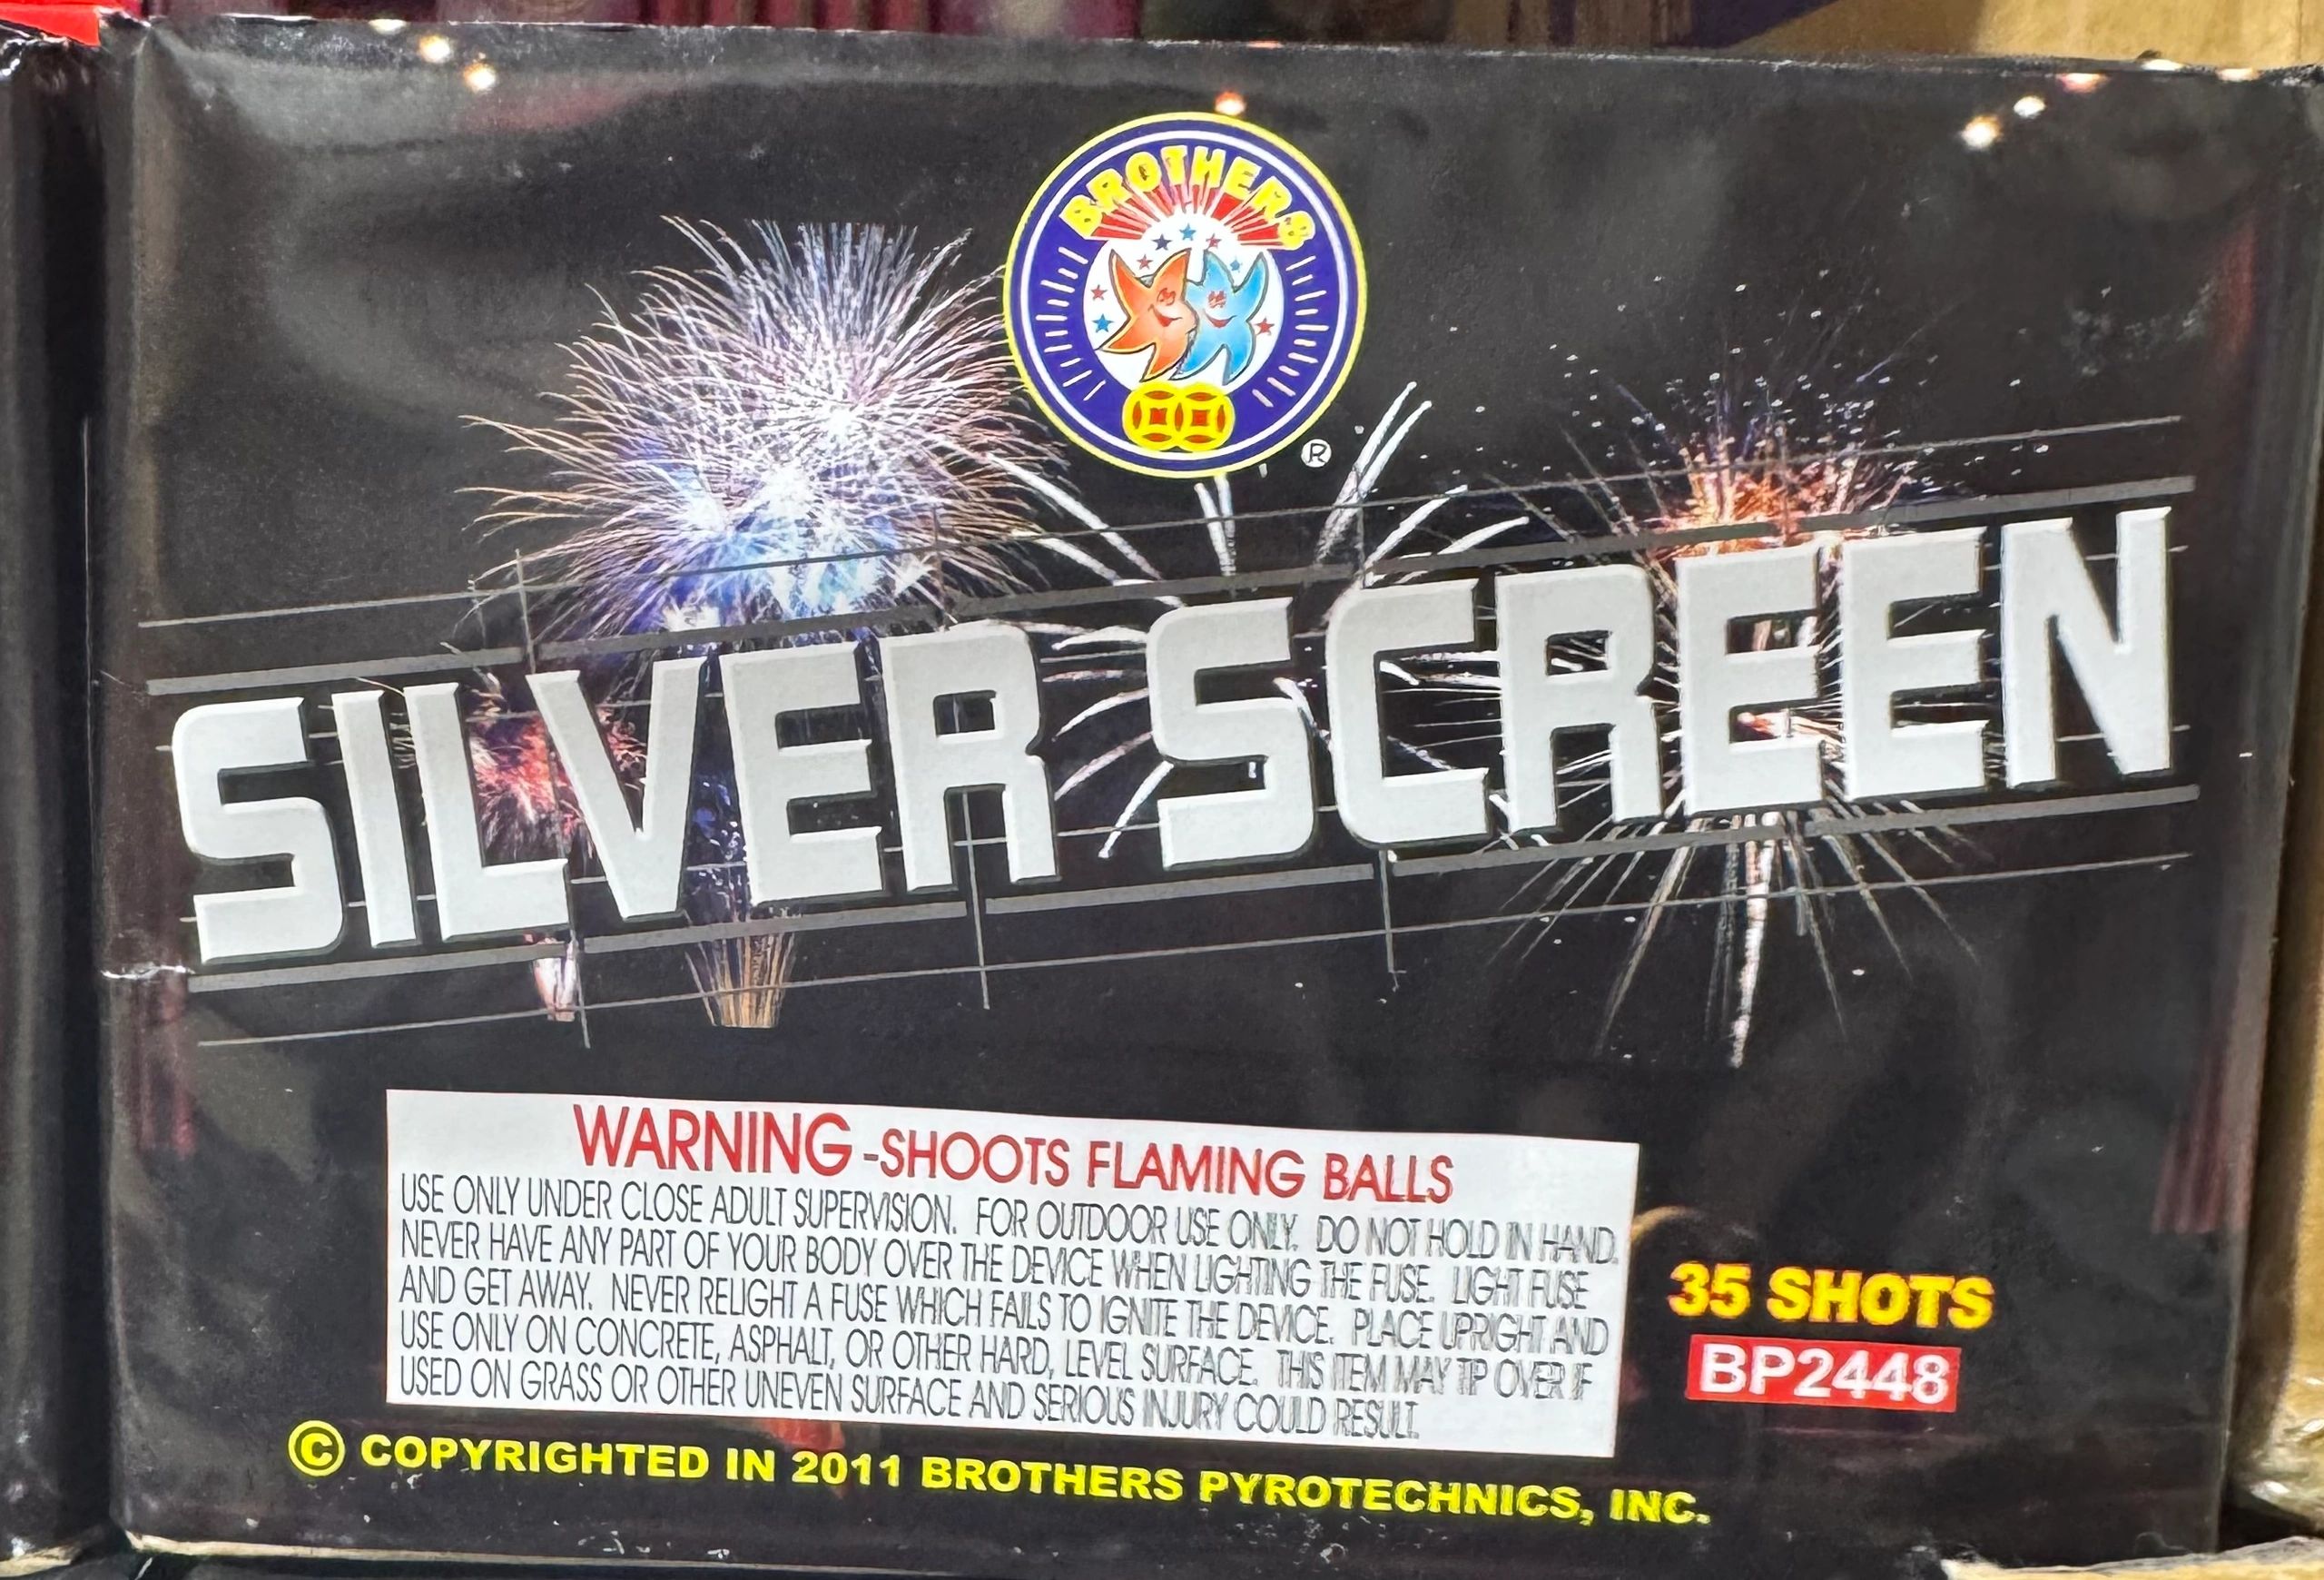 BROTHERS
®
SILVER SCREEN
WARNING -SHOOTS FLAMING BALLS
USE ONLY UNDER CLOSE ADULT SUPERVISION. FOR OUTDOOR USE ONLY. DO NOT HOLD IN HAND.
NEVER HAVE ANY PART OF YOUR BODY OVER THE DEVICE WHEN LIGHTING THE FUSE. LIGHT FUSE
AND GET AWAY. NEVER RELIGHT A FUSE WHICH FAILS TO IGNITE THE DEVICE. PLACE UPRIGHT AND
USE ONLY ON CONCRETE, ASPHALT, OR OTHER HARD, LEVEL SURFACE. THIS ITEM MAY TIP OVER IF
USED ON GRASS OR OTHER UNEVEN SURFACE AND SERIOUS INJURY COULD RESULT.
35 SHOTS
BP2448
© COPYRIGHTED IN 2011 BROTHERS PYROTECHNICS, INC.